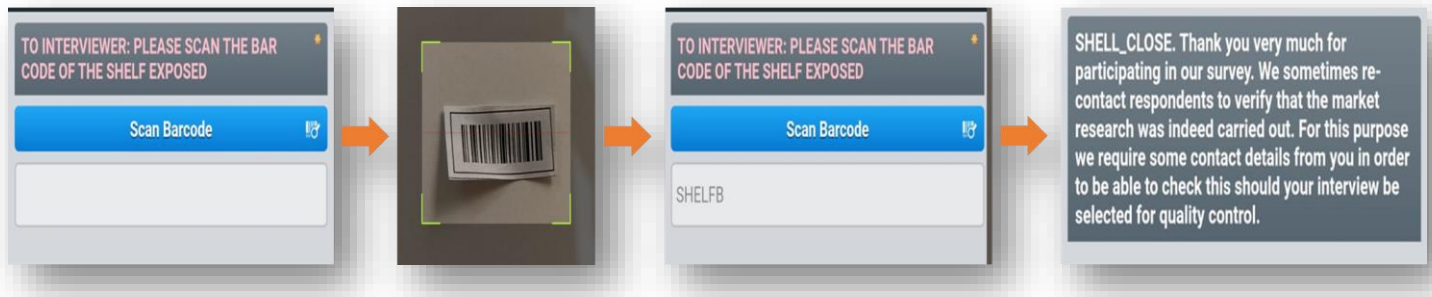 TO INTERVIEWER: PLEASE SCAN THE BAR
CODE OF THE SHELF EXPOSED
Scan Barcode
TO INTERVIEWER: PLEASE SCAN THE BAR
CODE OF THE SHELF EXPOSED
Scan Barcode
SHELFB
SHELL_CLOSE. Thank you very much for
participating in our survey. We sometimes re-
contact respondents to verify that the market
research was indeed carried out. For this purpose
we require some contact details from you in order
to be able to check this should your interview be
selected for quality control.